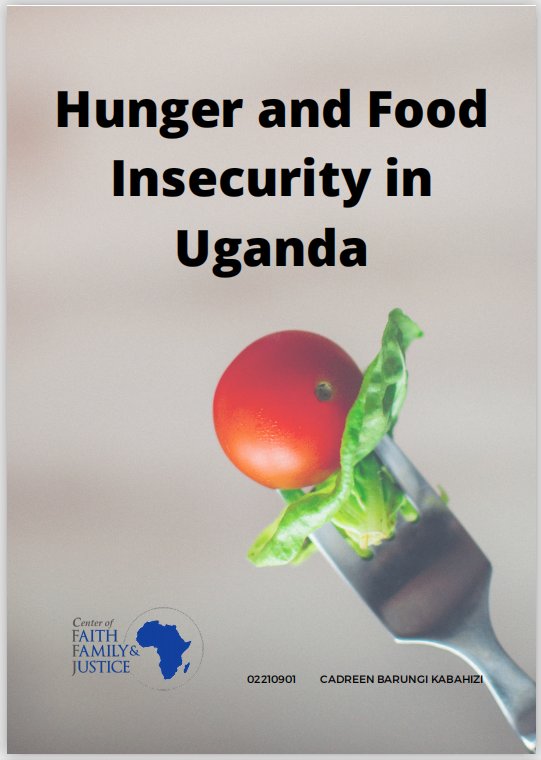 Hunger and Food
Insecurity in
Uganda
Center of
FAITH
FAMILY&
JUSTICE
02210901 CADREEN BARUNGI KABAHIZI